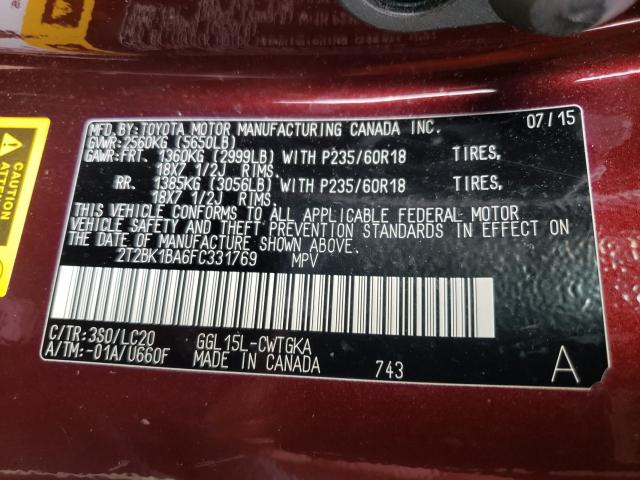 MFD.BY:TOYOTA MOTOR MANUFACTURING CANADA INC. 07/15
GVWR:2560KG (5650LB)
GAWR:FRT. 1360KG (2999LB) WITH P235/60R18 TIRES,
18X7 1/2J RIMS.
RR. 1385KG (3056LB) WITH P235/60R18 TIRES,
18X7 1/2J RIMS.
THIS VEHICLE CONFORMS TO ALL APPLICABLE FEDERAL MOTOR
VEHICLE SAFETY AND THEFT PREVENTION STANDARDS IN EFFECT ON
THE DATE OF MANUFACTURE SHOWN ABOVE.
2T2BK1BA6FC331769 MPV
C/TR:3S0/LC20 GGL15L-CWTGKA
A/TM:-01A/U660F MADE IN CANADA 743 A
CAUTION